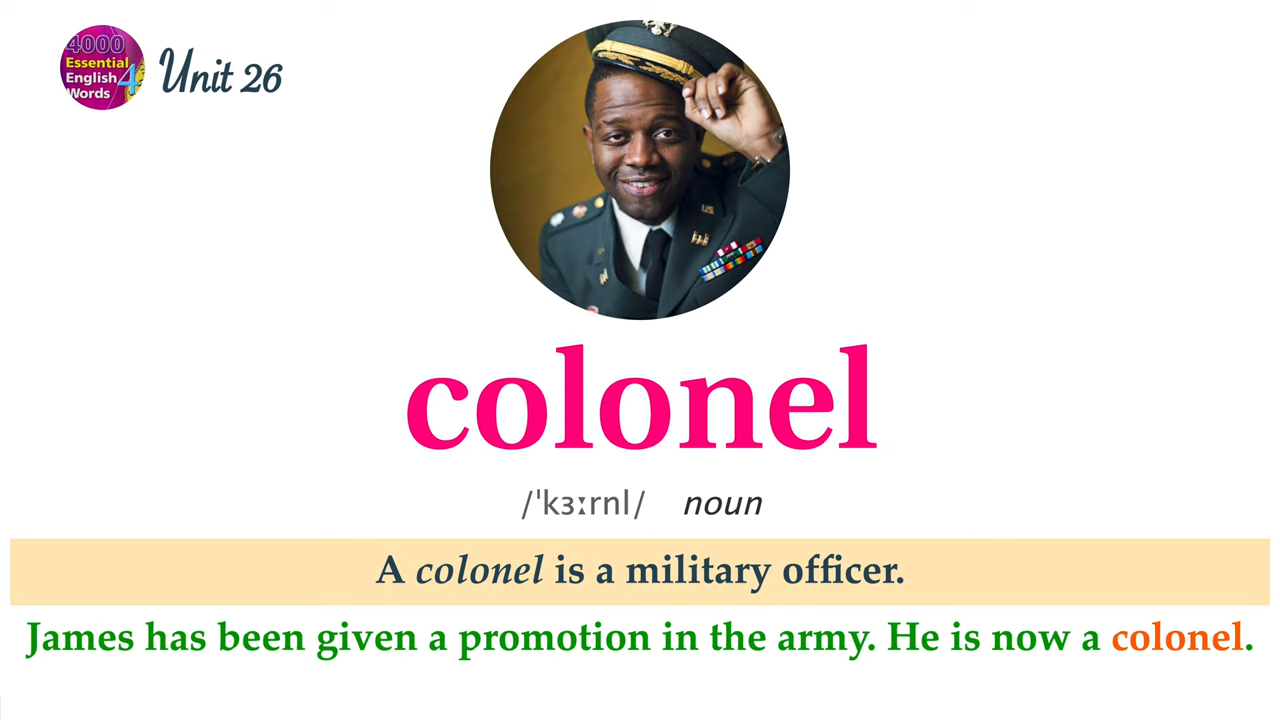 4000
Essential
English
Words
4
Unit 26
US
colonel
/ˈkɜːrnl/ noun
A colonel is a military officer.
James has been given a promotion in the army. He is now a colonel.